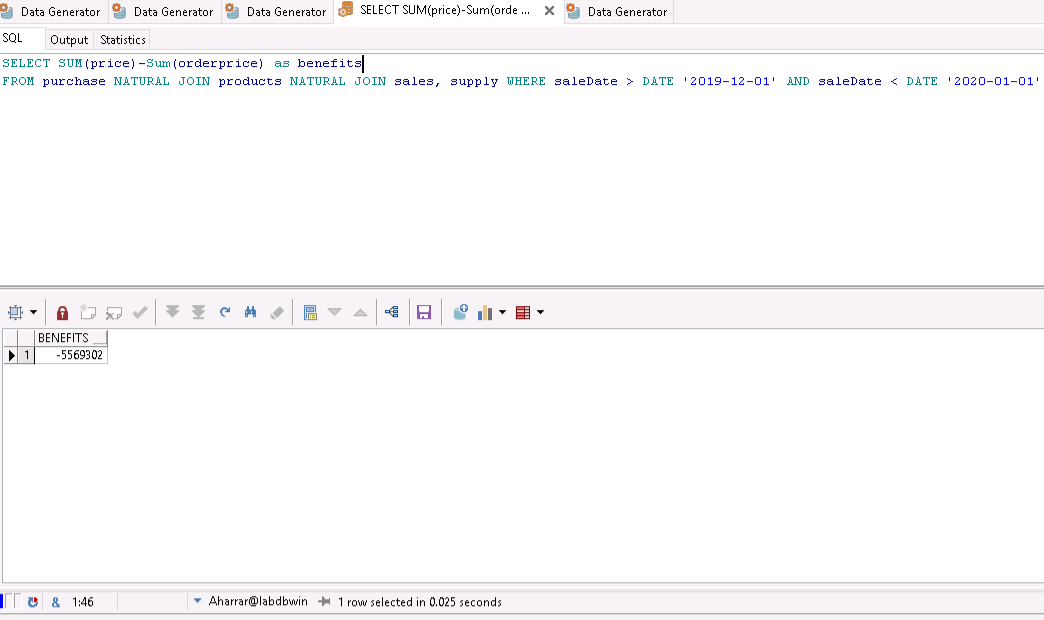 Data Generator Data Generator Data Generator SELECT SUM(price)-Sum(orde ... Data Generator
SQL Output Statistics
SELECT SUM(price)-Sum(orderprice) as benefits
FROM purchase NATURAL JOIN products NATURAL JOIN sales, supply WHERE saleDate > DATE '2019-12-01' AND saleDate < DATE '2020-01-01'
BENEFITS
1 -5569302
& 1:46 Aharrar@labdbwin 1 row selected in 0.025 seconds